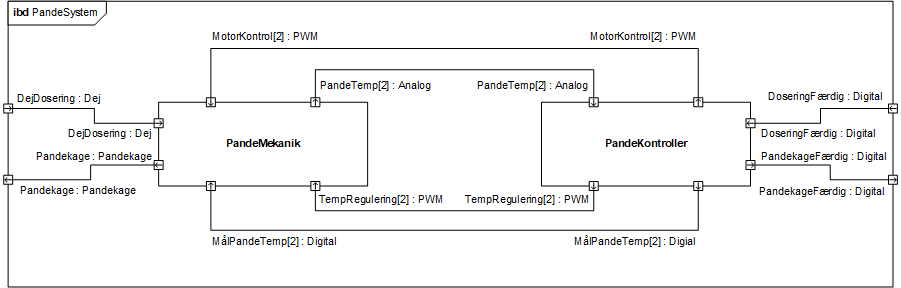 ibd PandeSystem
MotorKontrol[2] : PWM
MotorKontrol[2] : PWM
PandeTemp[2] : Analog
PandeTemp[2] : Analog
DejDosering : Dej
DoseringFærdig : Digital
DejDosering : Dej
DoseringFærdig : Digital
PandeMekanik
PandeKontroller
Pandekage : Pandekage
PandekageFærdig : Digital
Pandekage : Pandekage
PandekageFærdig : Digital
TempRegulering[2] : PWM
TempRegulering[2] : PWM
MålPandeTemp[2] : Digital
MålPandeTemp[2] : Digial